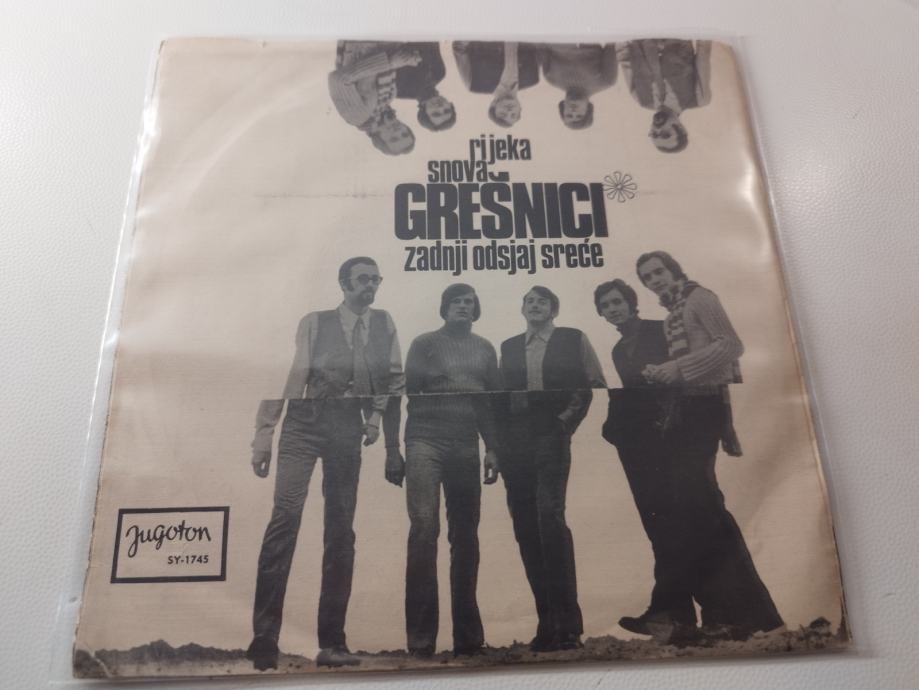 rijeka
snova
GREŠNICI
zadnji odsjaj sreće
Jugoton
SY-1745